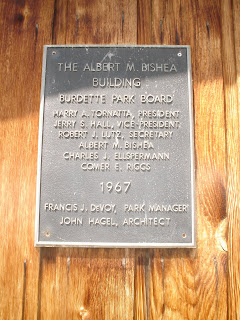 THE ALBERT M. BISHEA
BUILDING
BURDETTE PARK BOARD
HARRY A. TORNATTA, PRESIDENT
JERRY S. HALL, VICE-PRESIDENT
ROBERT J. LUTZ, SECRETARY
ALBERT M. BISHEA
CHARLES J. ELLSPERMANN
COMER E. RIGGS
1967
FRANCIS J. DEVOY, PARK MANAGER
JOHN HAGEL, ARCHITECT